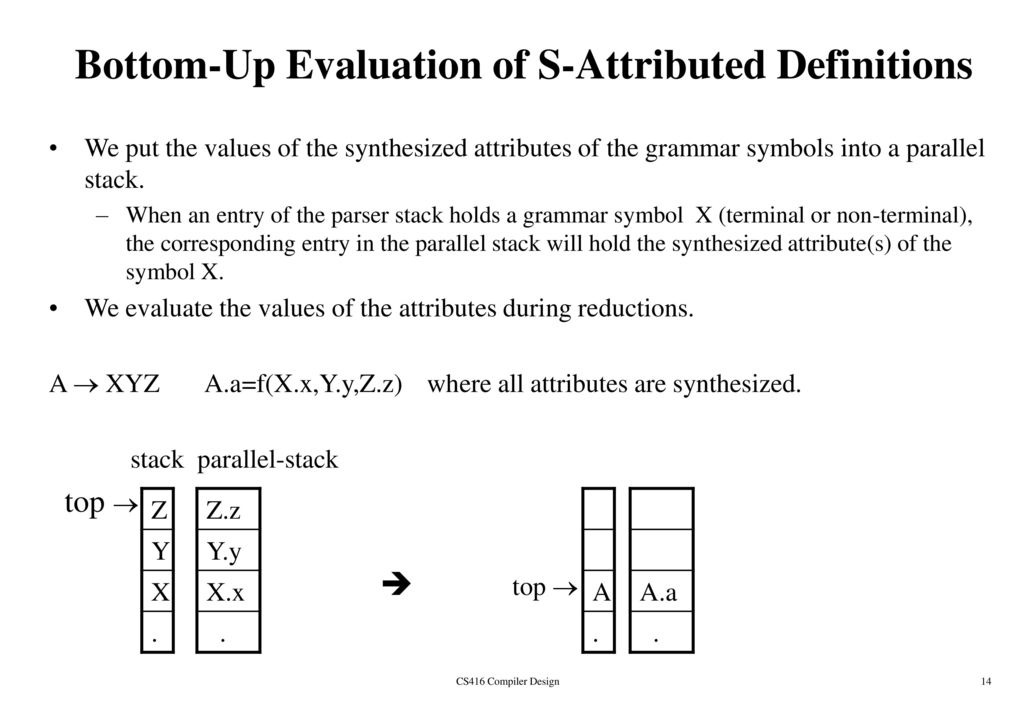 Bottom-Up Evaluation of S-Attributed Definitions
• We put the values of the synthesized attributes of the grammar symbols into a parallel
stack.
– When an entry of the parser stack holds a grammar symbol X (terminal or non-terminal),
the corresponding entry in the parallel stack will hold the synthesized attribute(s) of the
symbol X.
• We evaluate the values of the attributes during reductions.
A → XYZ A.a=f(X.x,Y.y,Z.z) where all attributes are synthesized.
stack parallel-stack
top → Z Z.z
Y Y.y
X X.x ➔ top → A A.a
. . . .
CS416 Compiler Design 14